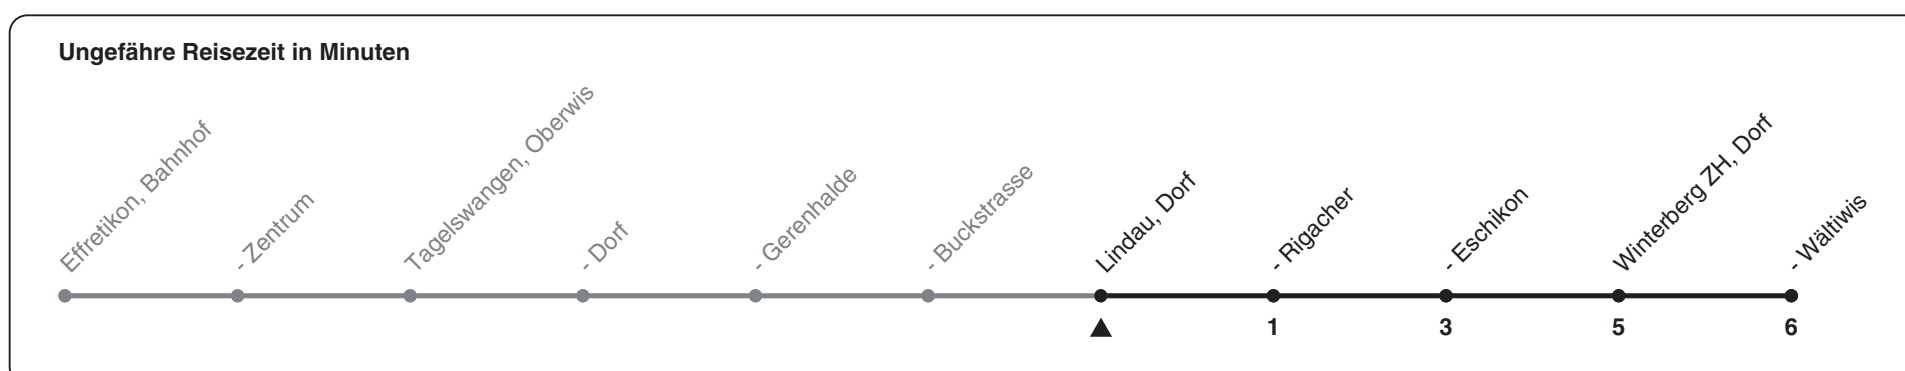 Ungefähre Reisezeit in Minuten
Effretikon, Bahnhof
- Zentrum
Tagelswangen, Oberwis
- Dorf
- Gerenhalde
- Buckstrasse
Lindau, Dorf
- Rigacher
- Eschikon
Winterberg ZH, Dorf
- Wältiwis
1 3 5 6